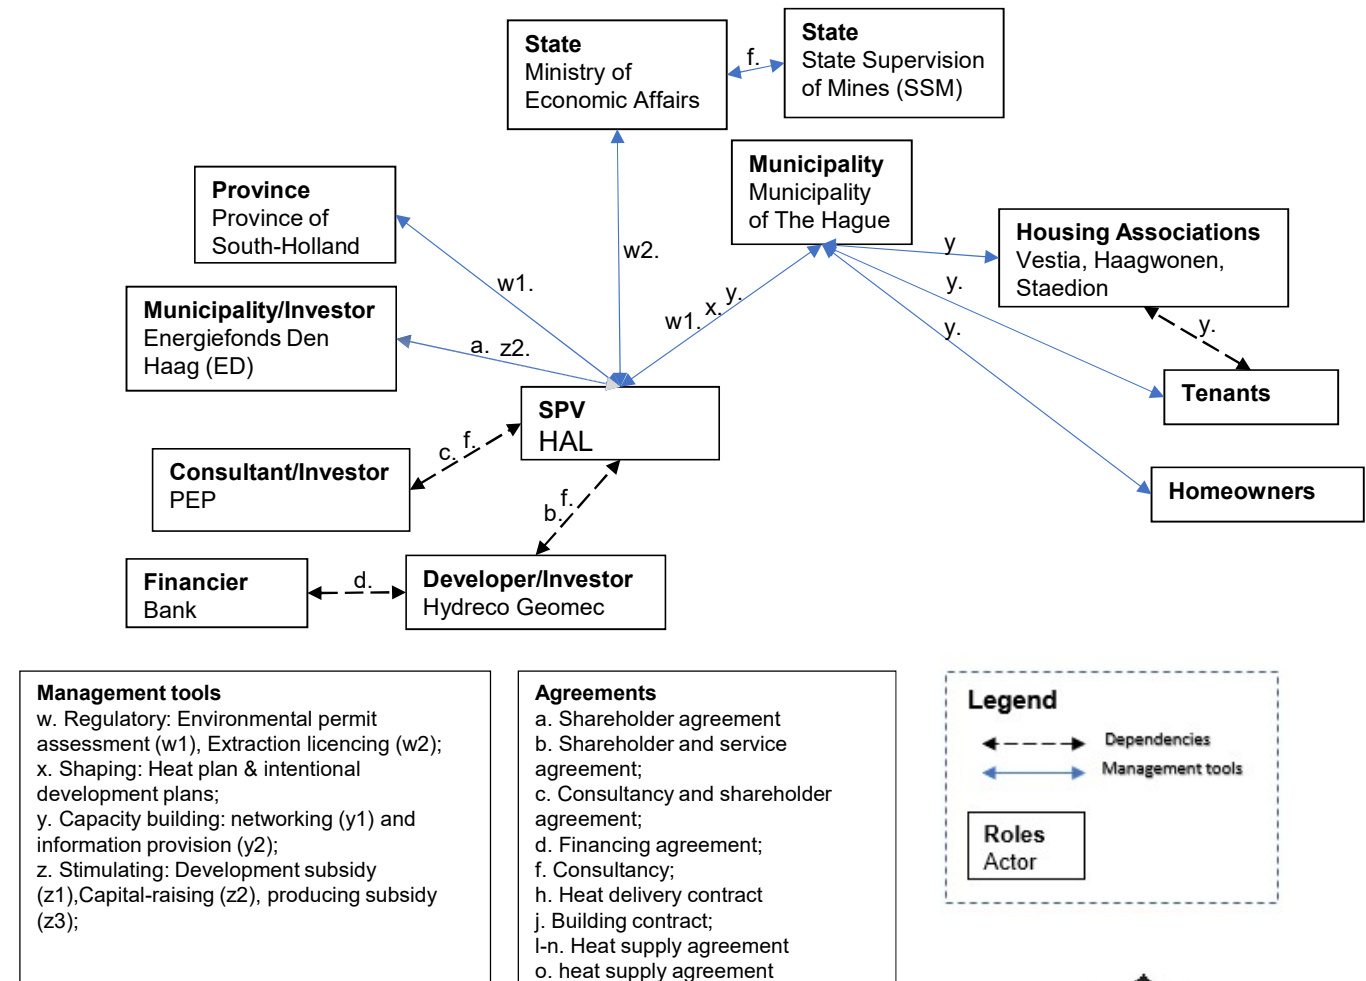 State
Ministry of
Economic Affairs
f.
State
State Supervision
of Mines (SSM)
Municipality
Municipality
of The Hague
Province
Province of
South-Holland
w1.
w2.
w1. x. y.
y
y.
y.
Housing Associations
Vestia, Haagwonen,
Staedion
y.
Tenants
Homeowners
Municipality/Investor
Energiefonds Den
Haag (ED)
a. z2.
SPV
HAL
c. f.
Consultant/Investor
PEP
b. f.
Financier
Bank
d.
Developer/Investor
Hydreco Geomec
Management tools
w. Regulatory: Environmental permit
assessment (w1), Extraction licencing (w2);
x. Shaping: Heat plan & intentional
development plans;
y. Capacity building: networking (y1) and
information provision (y2);
z. Stimulating: Development subsidy
(z1),Capital-raising (z2), producing subsidy
(z3);
Agreements
a. Shareholder agreement
b. Shareholder and service
agreement;
c. Consultancy and shareholder
agreement;
d. Financing agreement;
f. Consultancy;
h. Heat delivery contract
j. Building contract;
l-n. Heat supply agreement
o. heat supply agreement
Legend
Dependencies
Management tools
Roles
Actor